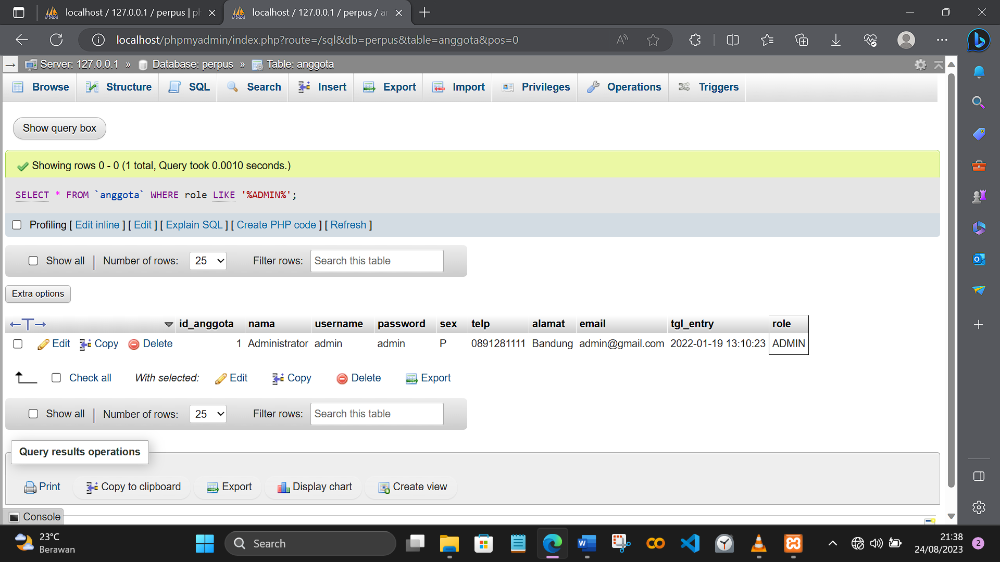 localhost / 127.0.0.1 / perpus | ph
localhost / 127.0.0.1 / perpus / an
localhost/phpmyadmin/index.php?route=/sql&db=perpus&table=anggota&pos=0
Server: 127.0.0.1 » Database: perpus » Table: anggota
Browse Structure SQL Search Insert Export Import Privileges Operations Triggers
Show query box
Showing rows 0 - 0 (1 total, Query took 0.0010 seconds.)
SELECT * FROM `anggota` WHERE role LIKE '%ADMIN%';
Profiling [ Edit inline ] [ Edit ] [ Explain SQL ] [ Create PHP code ] [ Refresh ]
Show all Number of rows: 25 Filter rows: Search this table
Extra options
id_anggota nama username password sex telp alamat email tgl_entry role
Edit Copy Delete 1 Administrator admin admin P 0891281111 Bandung admin@gmail.com 2022-01-19 13:10:23 ADMIN
Check all With selected: Edit Copy Delete Export
Show all Number of rows: 25 Filter rows: Search this table
Query results operations
Print Copy to clipboard Export Display chart Create view
Console
23°C
Berawan
Search
21:38
24/08/2023
2